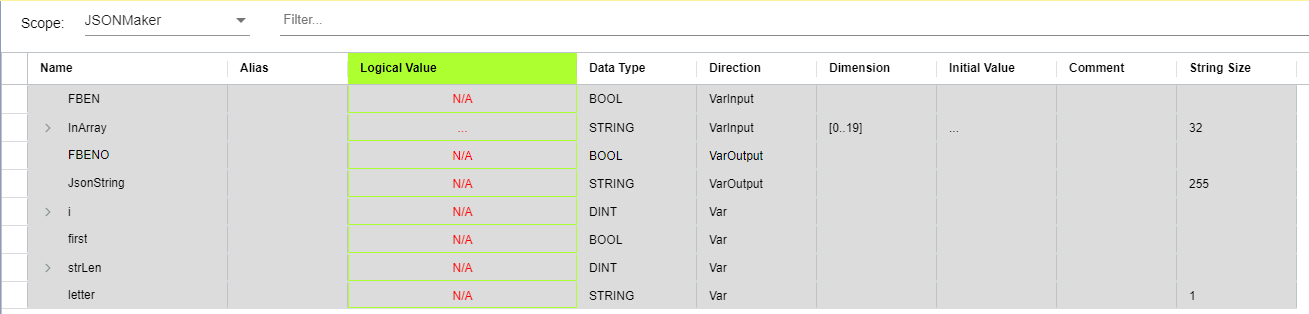 Scope: JSONMaker Filter...
Name Alias Logical Value Data Type Direction Dimension Initial Value Comment String Size
FBEN N/A BOOL VarInput
InArray ... STRING VarInput [0..19] ... 32
FBENO N/A BOOL VarOutput
JsonString N/A STRING VarOutput 255
i N/A DINT Var
first N/A BOOL Var
strLen N/A DINT Var
letter N/A STRING Var 1